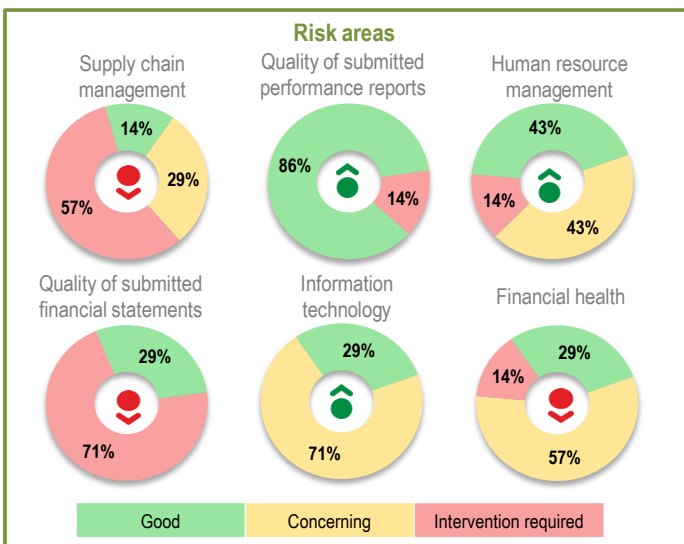 Risk areas
Supply chain
management
14%
29%
57%
Quality of submitted
performance reports
86%
14%
Human resource
management
43%
14%
43%
Quality of submitted
financial statements
29%
71%
Information
technology
29%
71%
Financial health
29%
14%
57%
Good
Concerning
Intervention required